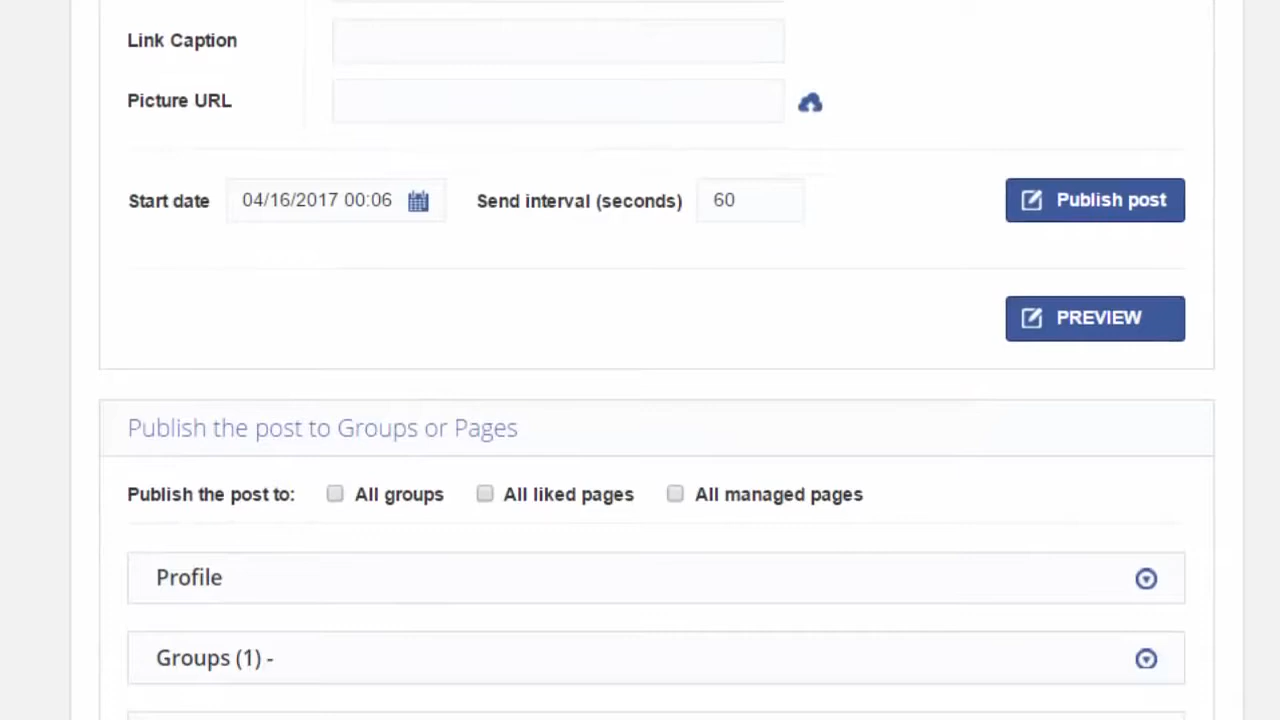 Link Caption
Picture URL
Start date 04/16/2017 00:06 Send interval (seconds) 60 Publish post
PREVIEW
Publish the post to Groups or Pages
Publish the post to: All groups All liked pages All managed pages
Profile
Groups (1) -